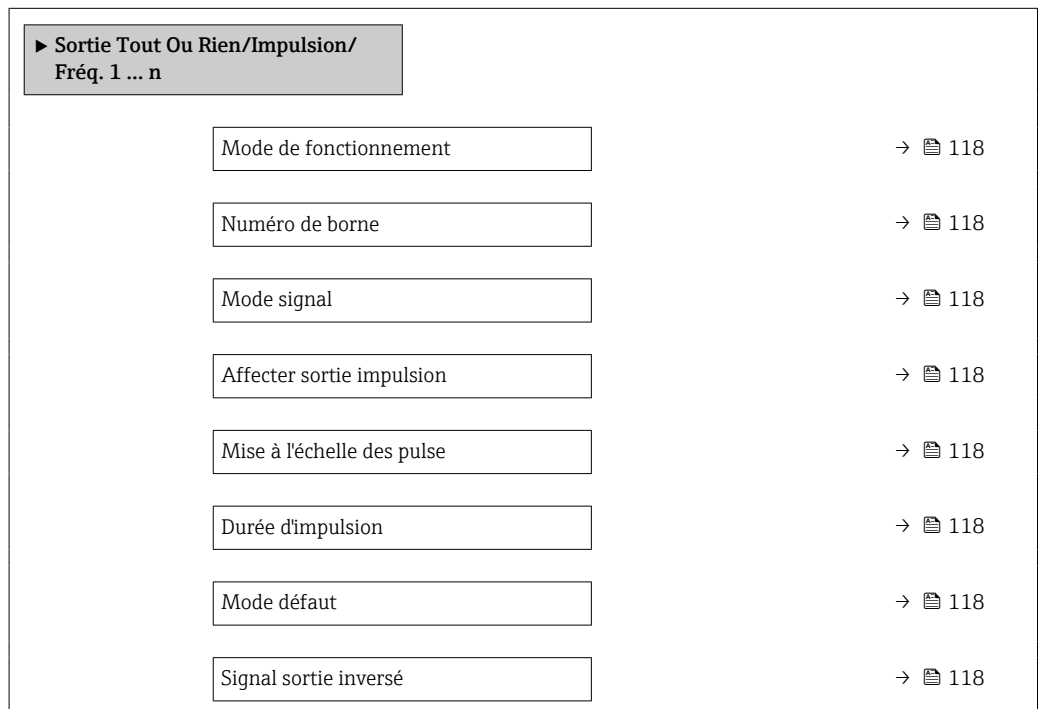 ▶ Sortie Tout Ou Rien/Impulsion/
Fréq. 1 ... n
Mode de fonctionnement → 118
Numéro de borne → 118
Mode signal → 118
Affecter sortie impulsion → 118
Mise à l'échelle des pulse → 118
Durée d'impulsion → 118
Mode défaut → 118
Signal sortie inversé → 118